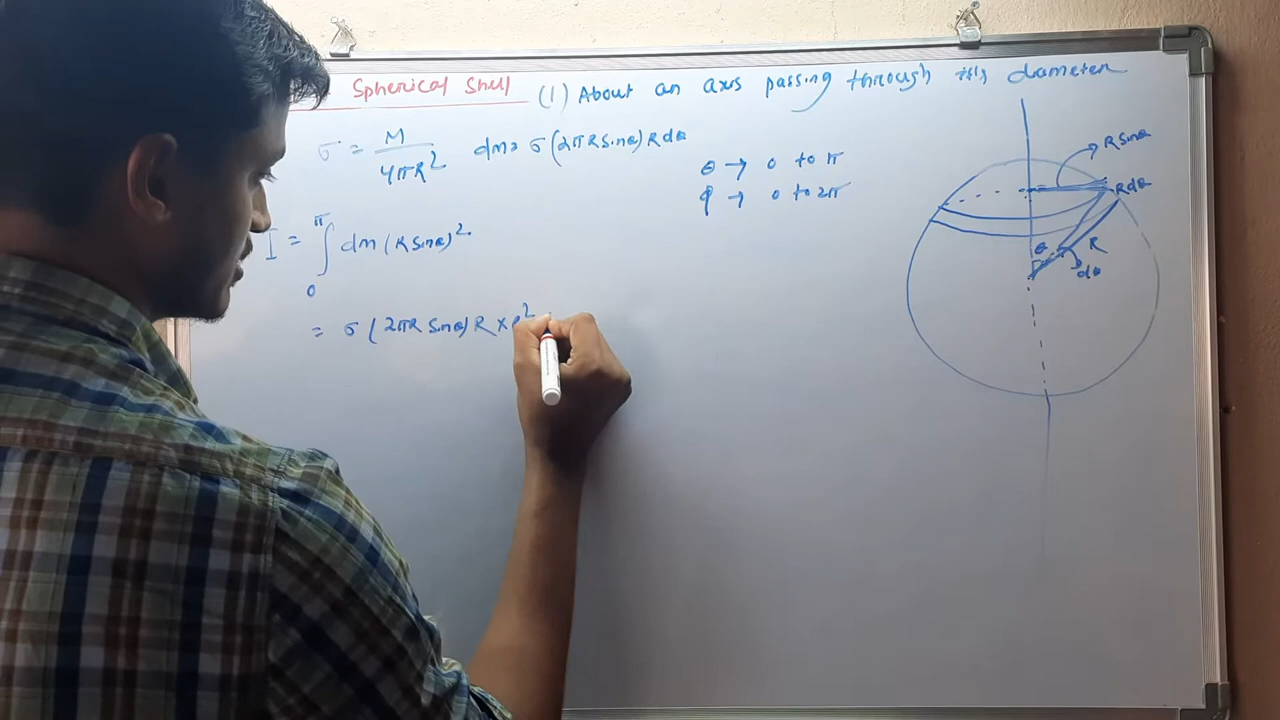 Spherical Shell (1) About an axis passing through its dameter
σ = M / 4πR² dm = σ(2πR Sinθ) R dθ
θ → 0 to π
φ → 0 to 2π
I = ∫₀^π dm (R Sinθ)²
= σ (2πR Sinθ) R × R²
R Sinθ
R dθ
θ
R
dθ